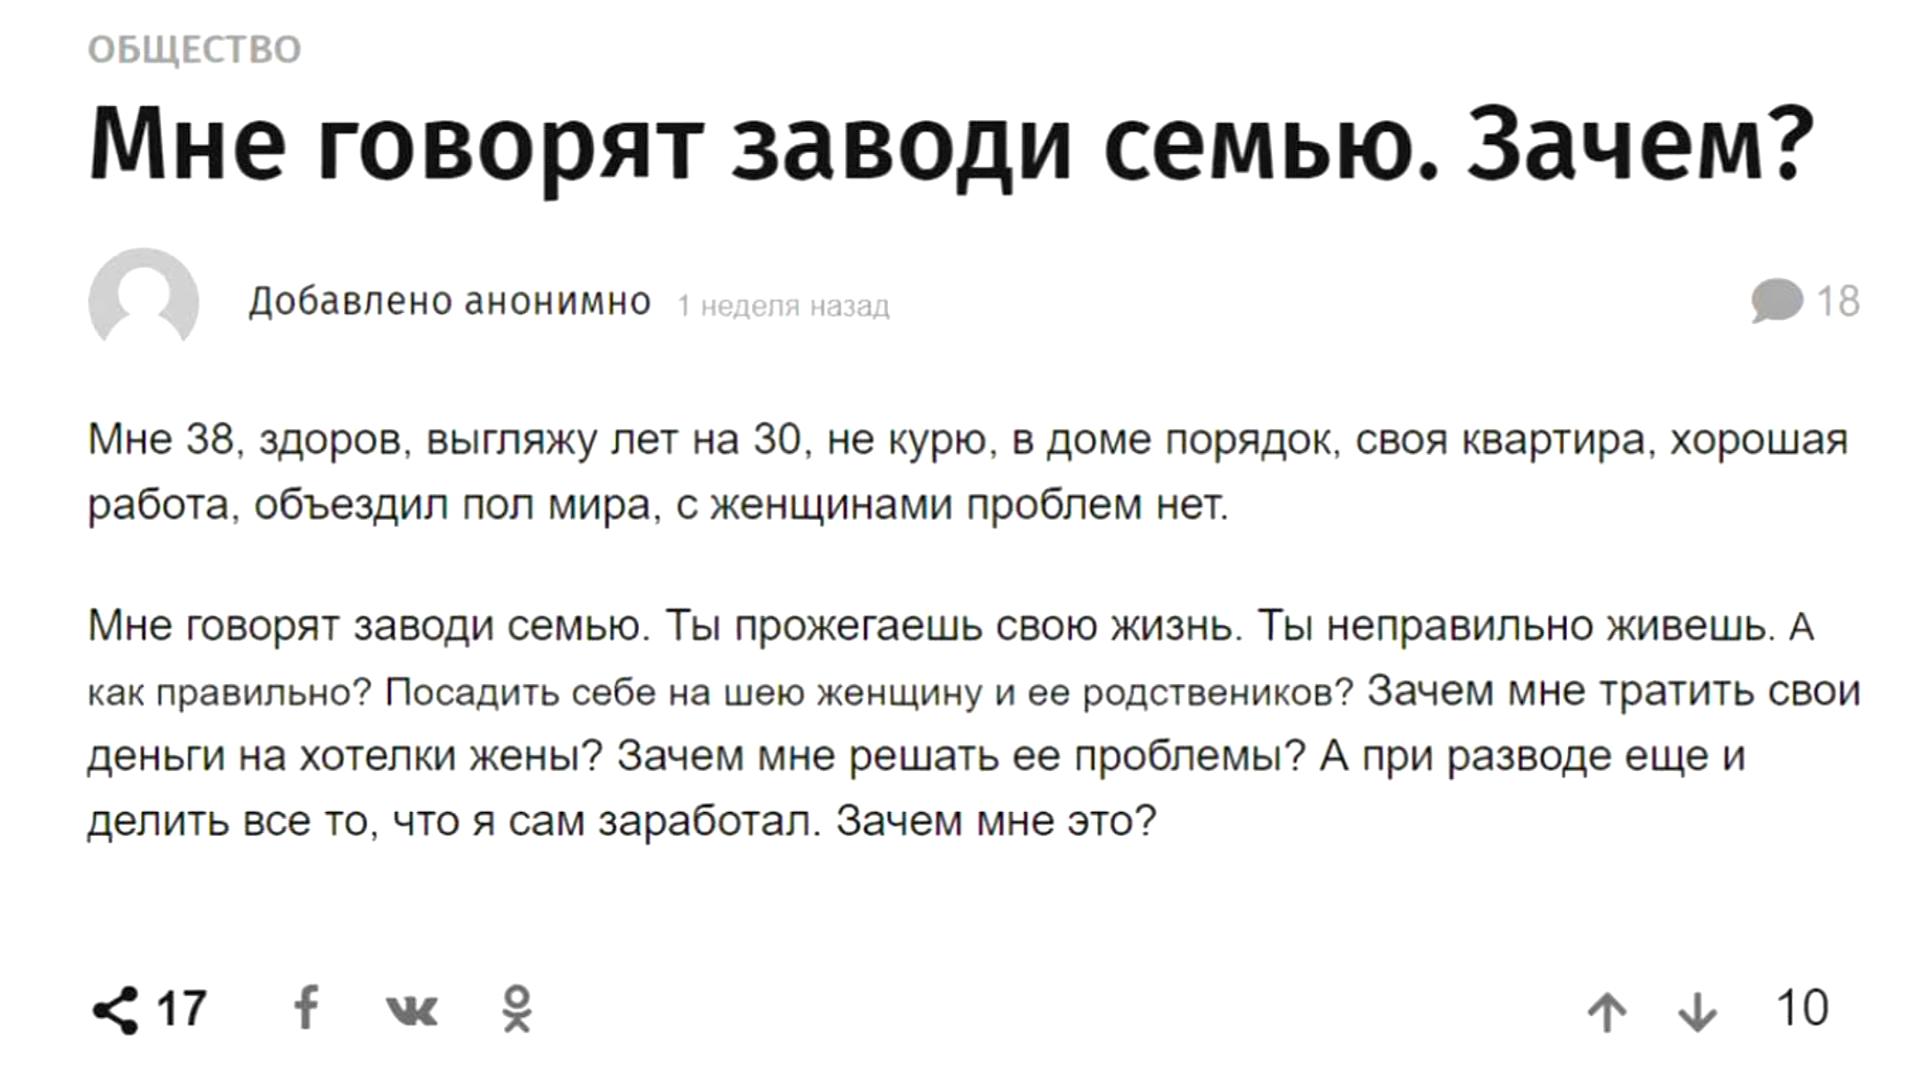 ОБЩЕСТВО
Мне говорят заводи семью. Зачем?
Добавлено анонимно 1 неделя назад 18
Мне 38, здоров, выгляжу лет на 30, не курю, в доме порядок, своя квартира, хорошая
работа, объездил пол мира, с женщинами проблем нет.
Мне говорят заводи семью. Ты прожегаешь свою жизнь. Ты неправильно живешь. А
как правильно? Посадить себе на шею женщину и ее родствеников? Зачем мне тратить свои
деньги на хотелки жены? Зачем мне решать ее проблемы? А при разводе еще и
делить все то, что я сам заработал. Зачем мне это?
17 10